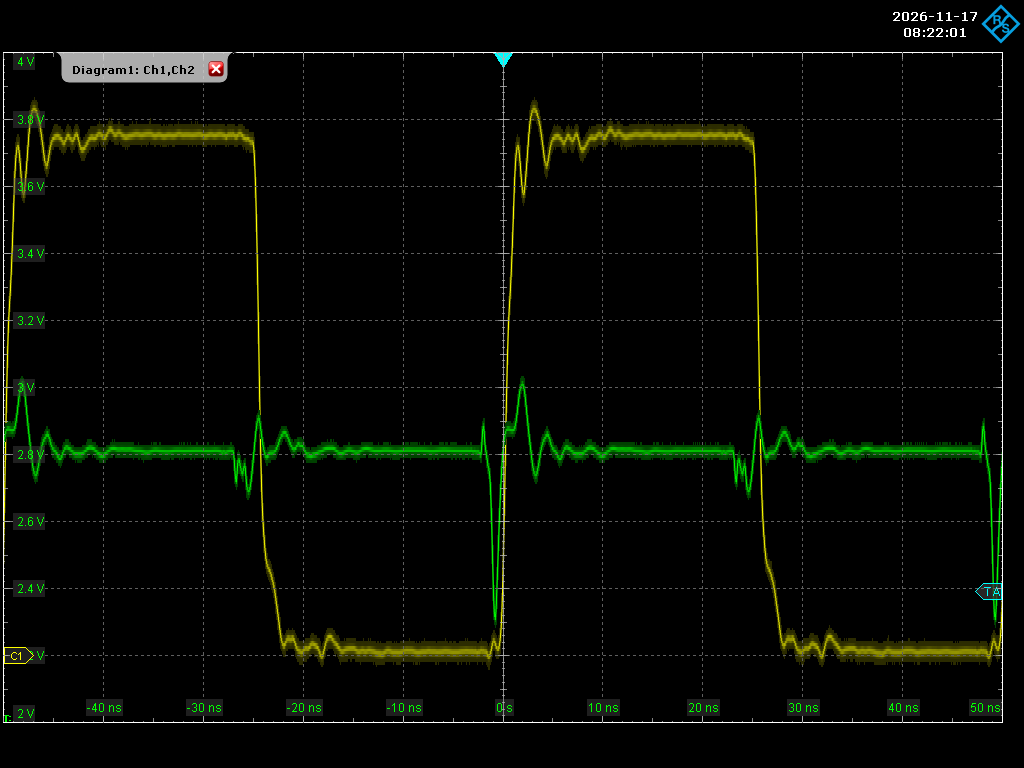 2026-11-17
08:22:01
R&S
Diagram1: Ch1,Ch2
4 V
3.8 V
3.6 V
3.4 V
3.2 V
3 V
2.8 V
2.6 V
2.4 V
TA
C1
V
2 V
-40 ns
-30 ns
-20 ns
-10 ns
0 s
10 ns
20 ns
30 ns
40 ns
50 ns